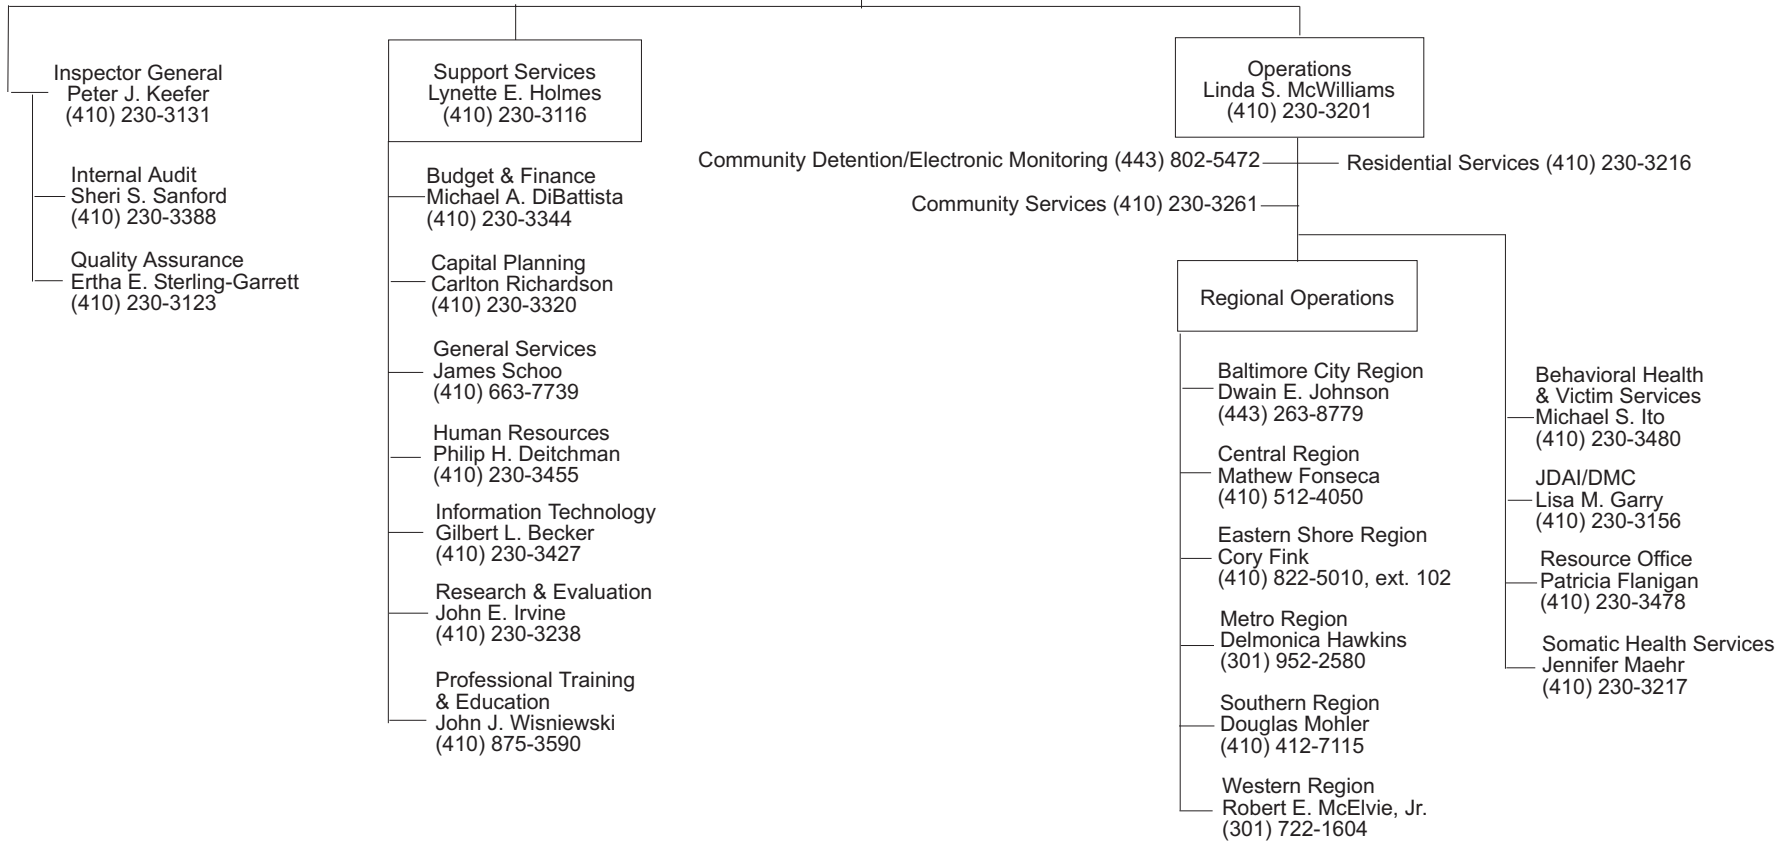 Inspector General
Peter J. Keefer
(410) 230-3131
Internal Audit
Sheri S. Sanford
(410) 230-3388
Quality Assurance
Ertha E. Sterling-Garrett
(410) 230-3123
Support Services
Lynette E. Holmes
(410) 230-3116
Budget & Finance
Michael A. DiBattista
(410) 230-3344
Capital Planning
Carlton Richardson
(410) 230-3320
General Services
James Schoo
(410) 663-7739
Human Resources
Philip H. Deitchman
(410) 230-3455
Information Technology
Gilbert L. Becker
(410) 230-3427
Research & Evaluation
John E. Irvine
(410) 230-3238
Professional Training
& Education
John J. Wisniewski
(410) 875-3590
Operations
Linda S. McWilliams
(410) 230-3201
Community Detention/Electronic Monitoring (443) 802-5472
Residential Services (410) 230-3216
Community Services (410) 230-3261
Regional Operations
Baltimore City Region
Dwain E. Johnson
(443) 263-8779
Central Region
Mathew Fonseca
(410) 512-4050
Eastern Shore Region
Cory Fink
(410) 822-5010, ext. 102
Metro Region
Delmonica Hawkins
(301) 952-2580
Southern Region
Douglas Mohler
(410) 412-7115
Western Region
Robert E. McElvie, Jr.
(301) 722-1604
Behavioral Health
& Victim Services
Michael S. Ito
(410) 230-3480
JDAI/DMC
Lisa M. Garry
(410) 230-3156
Resource Office
Patricia Flanigan
(410) 230-3478
Somatic Health Services
Jennifer Maehr
(410) 230-3217